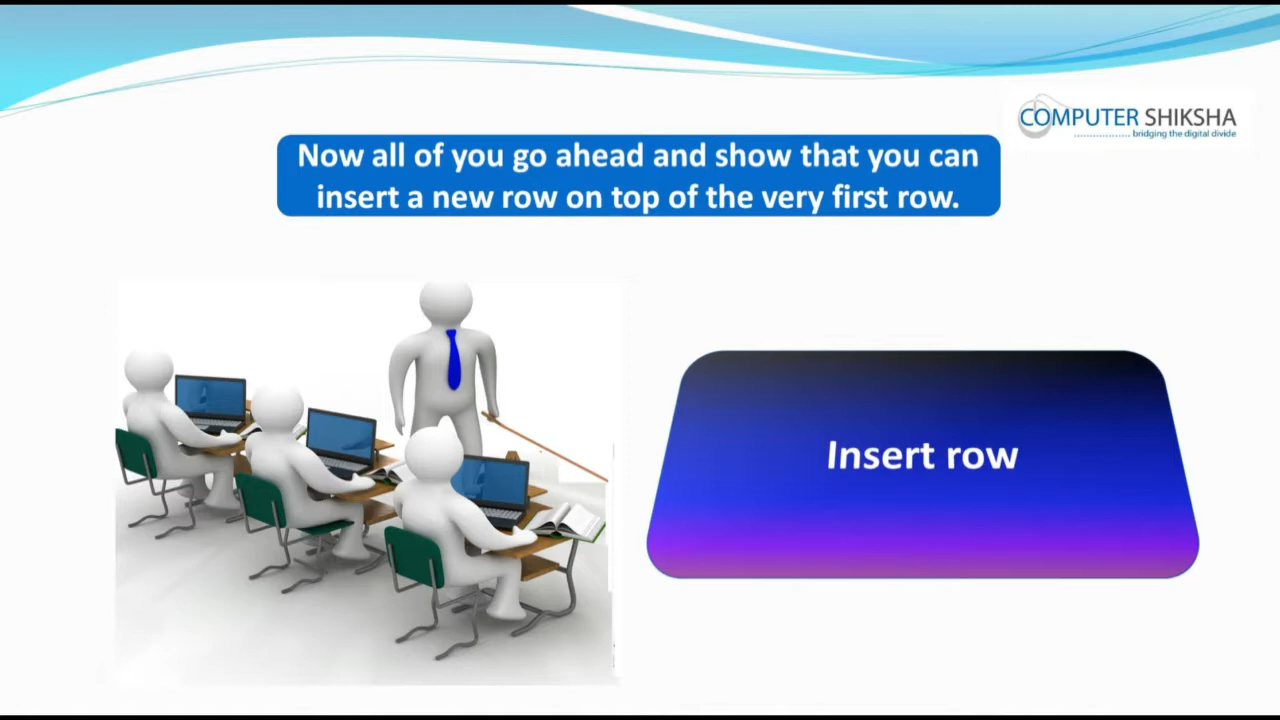 COMPUTER SHIKSHA
bridging the digital divide
Now all of you go ahead and show that you can
insert a new row on top of the very first row.
Insert row